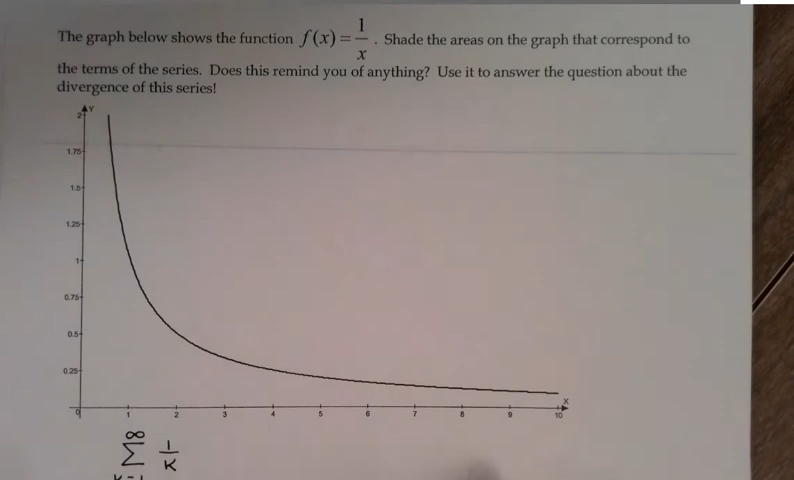 The graph below shows the function f(x) = 1/x . Shade the areas on the graph that correspond to
the terms of the series. Does this remind you of anything? Use it to answer the question about the
divergence of this series!
Y
2
1.75
1.5
1.25
1
0.75
0.5
0.25
X
0 1 2 3 4 5 6 7 8 9 10
∞
Σ 1/K